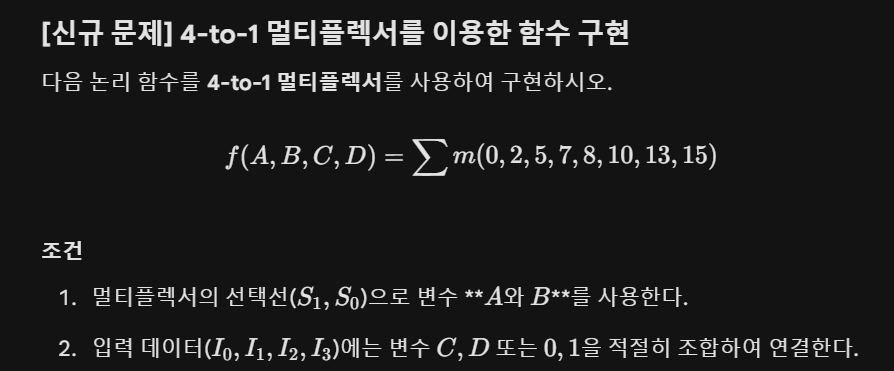 [신규 문제] 4-to-1 멀티플렉서를 이용한 함수 구현
다음 논리 함수를 4-to-1 멀티플렉서를 사용하여 구현하시오.
f(A, B, C, D) = ∑ m(0, 2, 5, 7, 8, 10, 13, 15)
조건
1. 멀티플렉서의 선택선(S₁, S₀)으로 변수 **A와 B**를 사용한다.
2. 입력 데이터(I₀, I₁, I₂, I₃)에는 변수 C, D 또는 0, 1을 적절히 조합하여 연결한다.